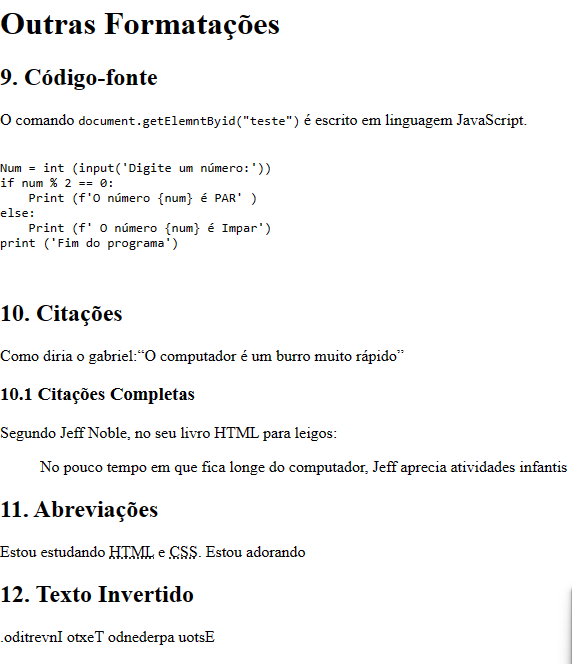 Outras Formatações
9. Código-fonte
O comando document.getElemntByid("teste") é escrito em linguagem JavaScript.
Num = int (input('Digite um número:'))
if num % 2 == 0:
    Print (f'O número {num} é PAR' )
else:
    Print (f' O número {num} é Impar')
print ('Fim do programa')
10. Citações
Como diria o gabriel:“O computador é um burro muito rápido”
10.1 Citações Completas
Segundo Jeff Noble, no seu livro HTML para leigos:
No pouco tempo em que fica longe do computador, Jeff aprecia atividades infantis
11. Abreviações
Estou estudando HTML e CSS. Estou adorando
12. Texto Invertido
.oditrevnI otxeT odnednerpa uotsE